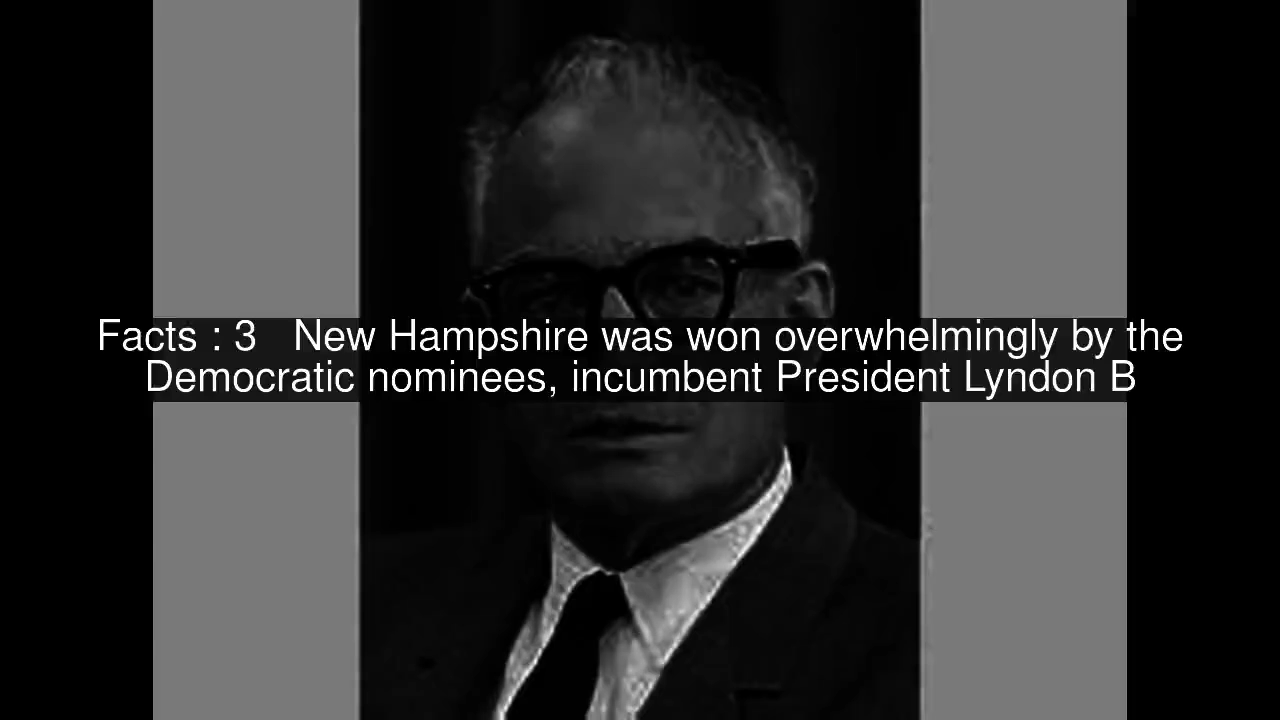 Facts : 3 New Hampshire was won overwhelmingly by the
Democratic nominees, incumbent President Lyndon B